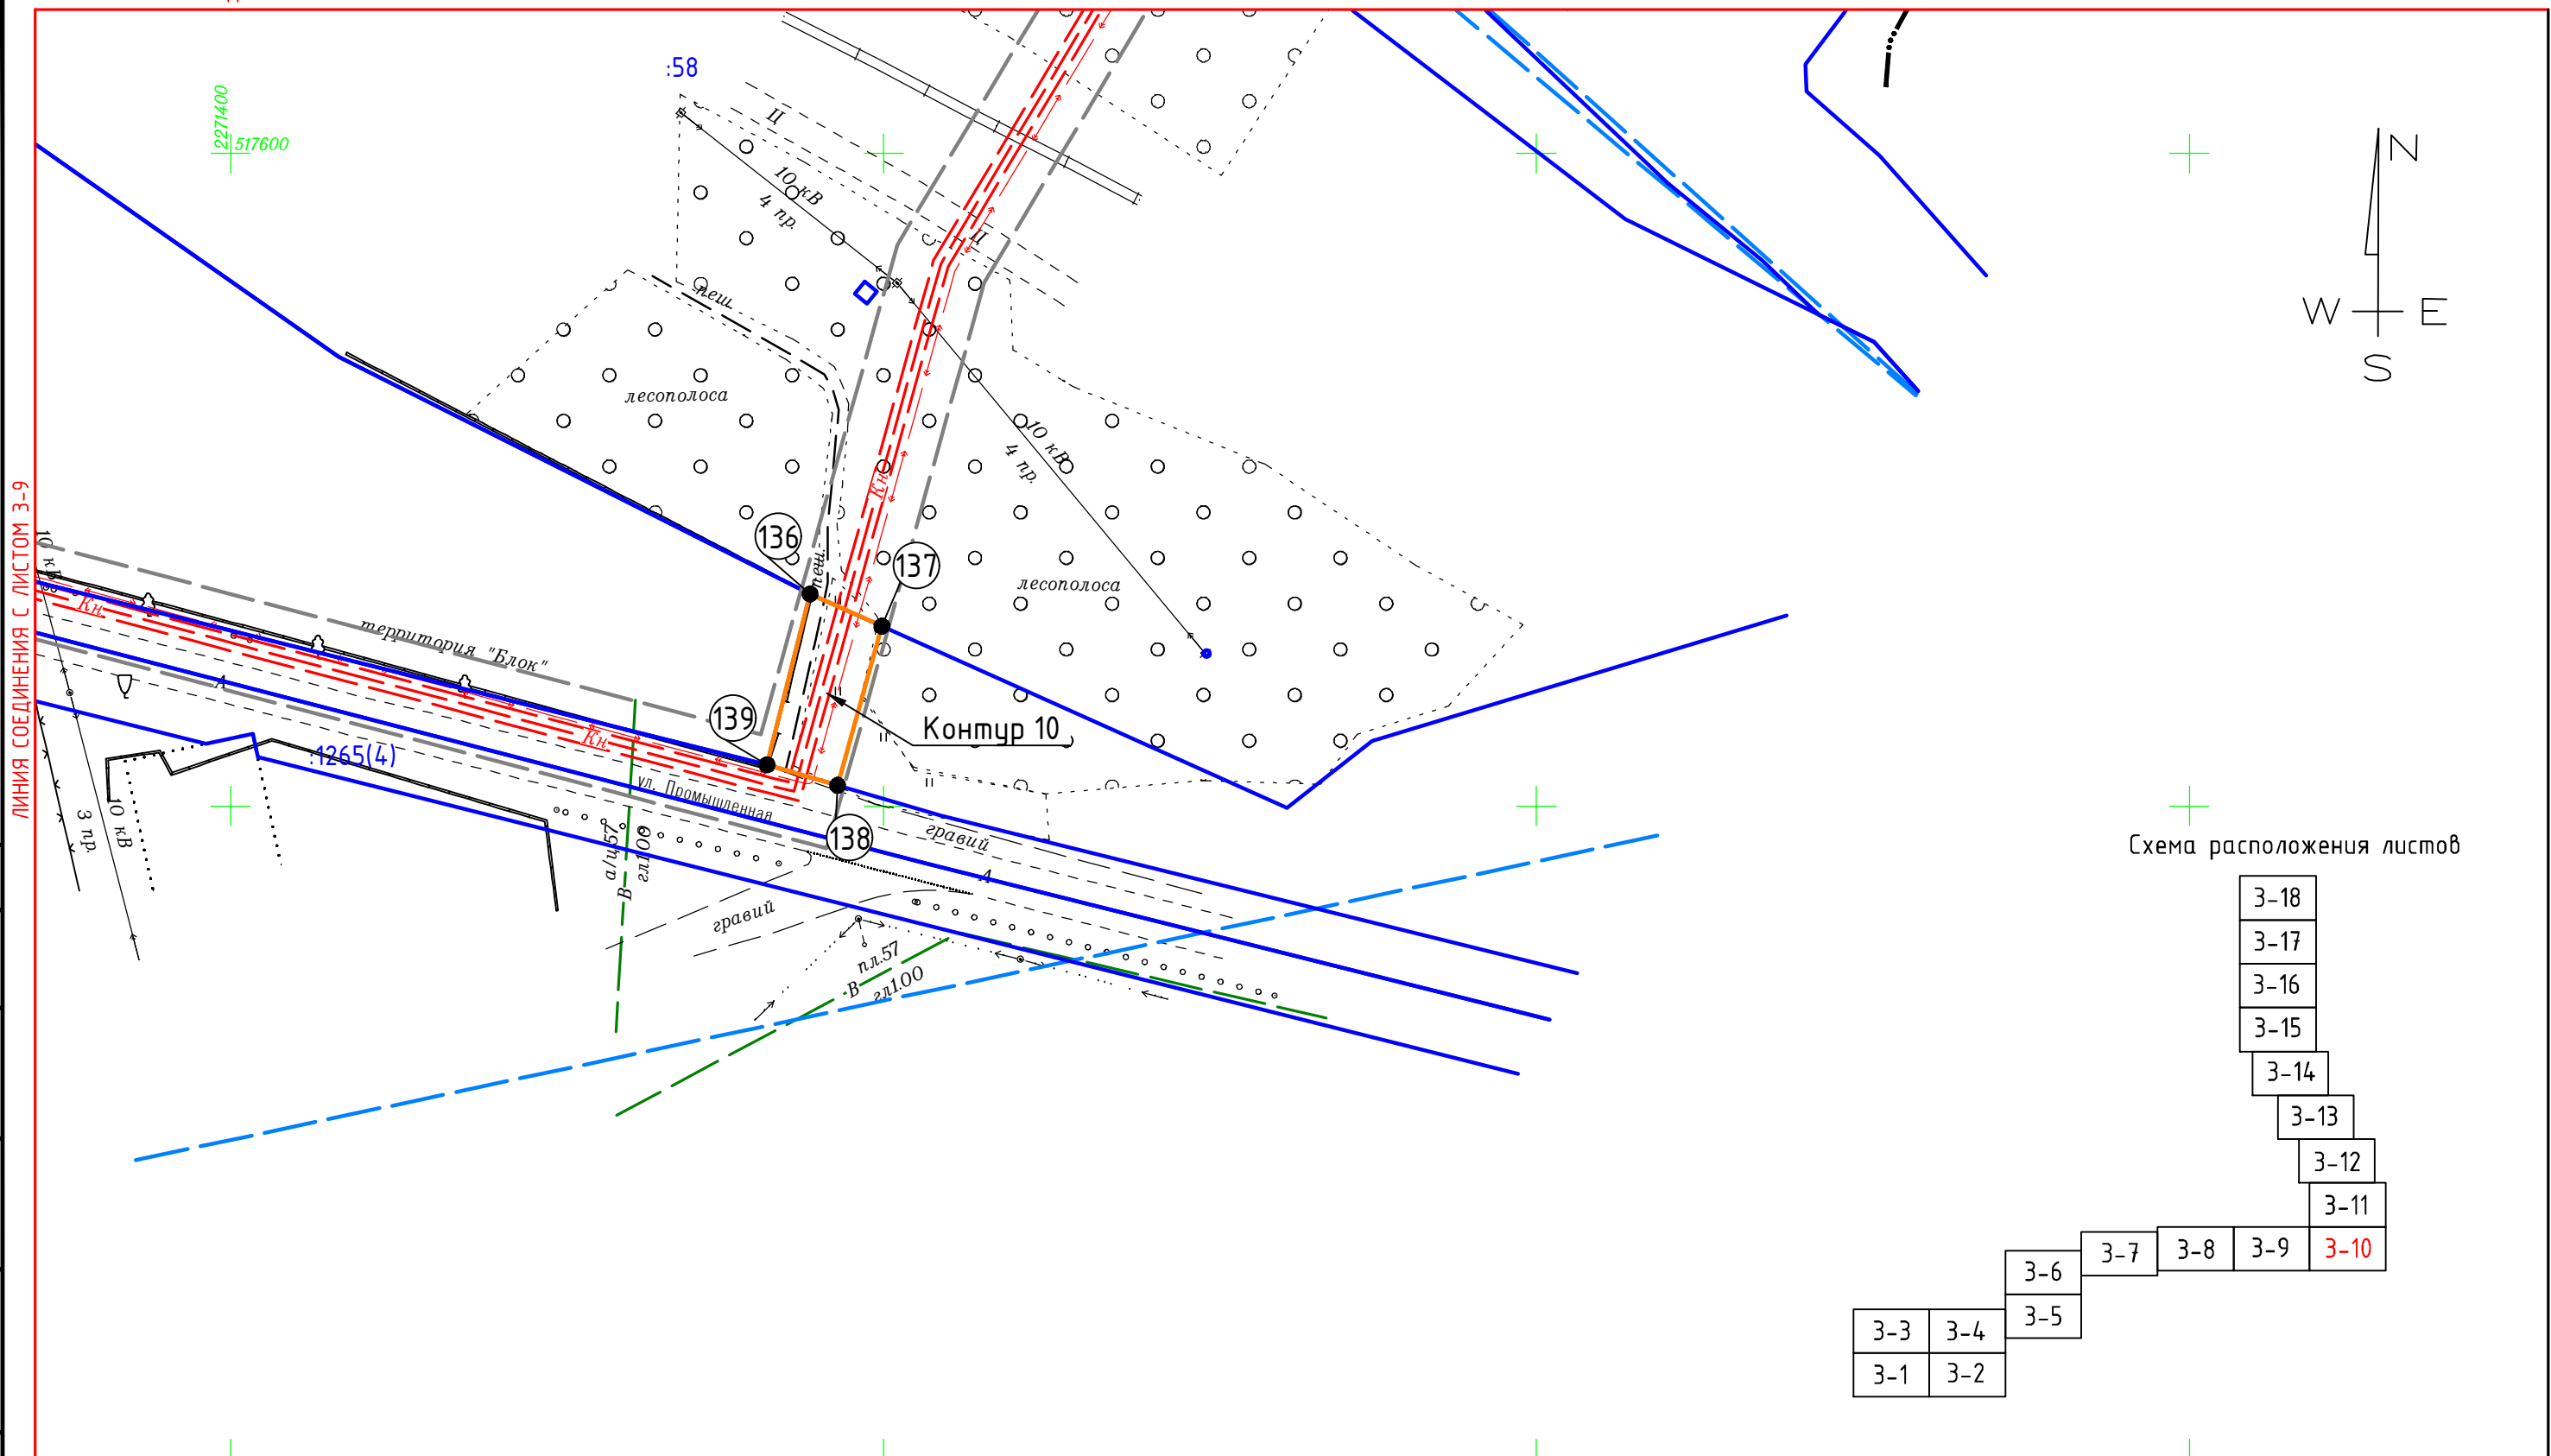 :58
2271400
517600
Ц
10 кВ
4 пр.
Ц
N
W E
S
пеш.
лесополоса
10 кВ
4 пр.
Кн
ЛИНИЯ СОЕДИНЕНИЯ С ЛИСТОМ 3-9
136
137
пеш.
лесополоса
10 кВ
Кн
территория "Блок"
А
139
Контур 10
Кн
:1265(4)
ул. Промышленная
10 кВ
3 пр.
138
гравий
а/ц57
В
гл1.00
А
гравий
пл.57
В
гл1.00
Схема расположения листов
3-18
3-17
3-16
3-15
3-14
3-13
3-12
3-11
3-7 3-8 3-9 3-10
3-6
3-5
3-3 3-4
3-1 3-2